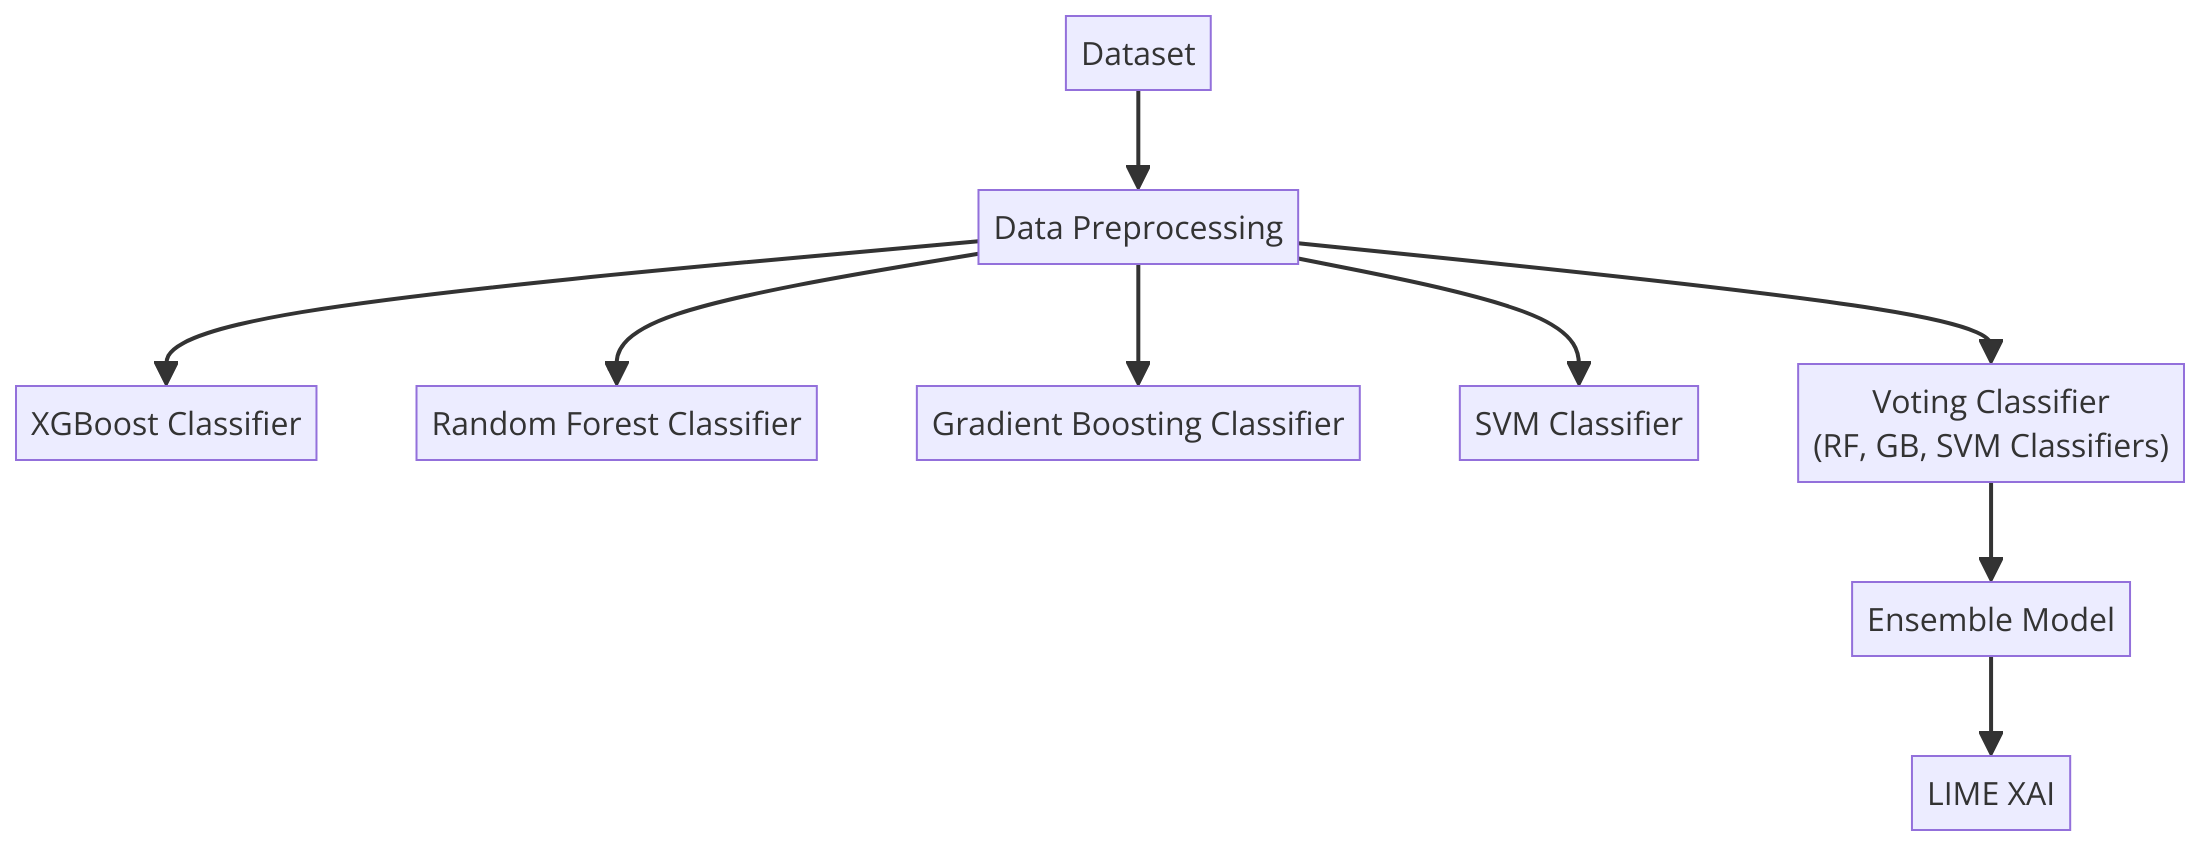 Dataset
Data Preprocessing
XGBoost Classifier
Random Forest Classifier
Gradient Boosting Classifier
SVM Classifier
Voting Classifier
(RF, GB, SVM Classifiers)
Ensemble Model
LIME XAI